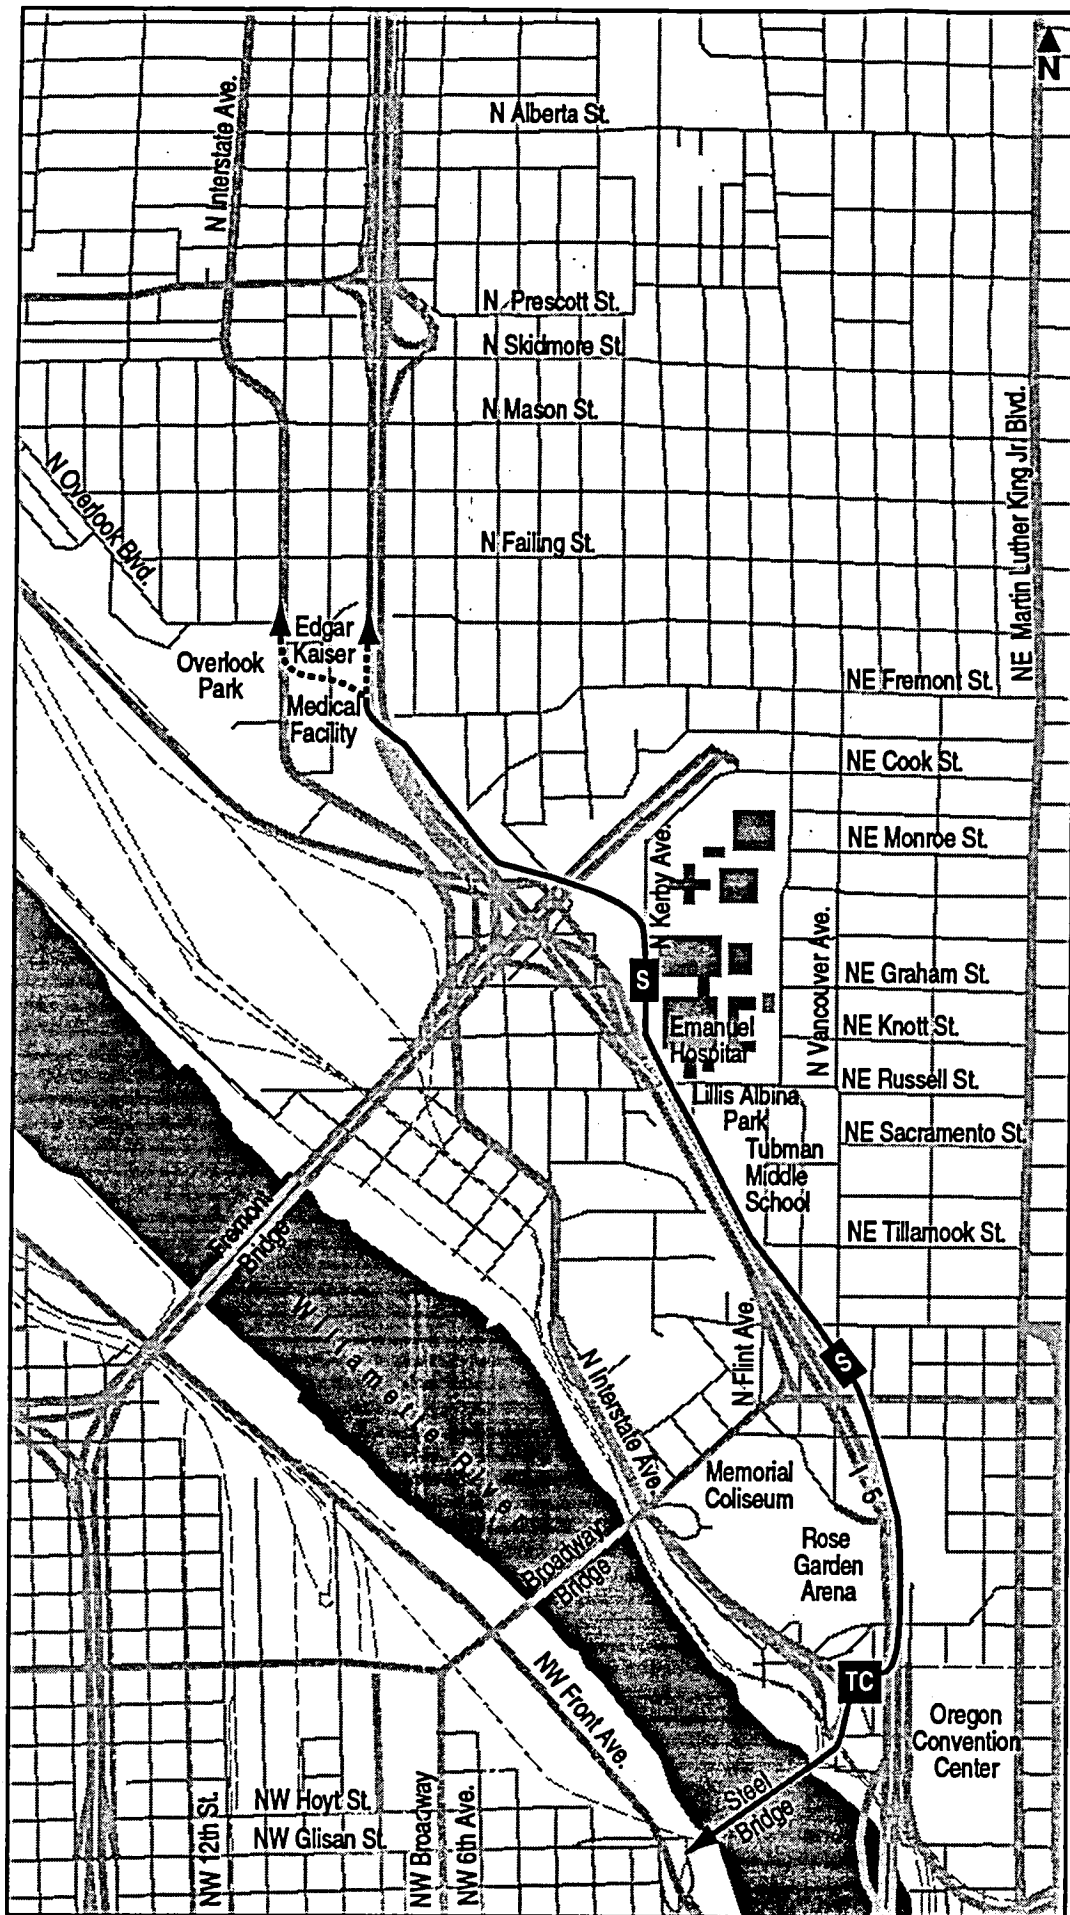 N
N Interstate Ave.
N Alberta St.
N Prescott St.
N Skidmore St.
N Mason St.
NE Martin Luther King Jr. Blvd.
N Overlook Blvd.
N Failing St.
Edgar
Kaiser
Medical
Facility
Overlook
Park
NE Fremont St.
NE Cook St.
NE Monroe St.
N Kerby Ave.
N Vancouver Ave.
S
NE Graham St.
Emanuel
Hospital
NE Knott St.
NE Russell St.
Lillis Albina
Park
NE Sacramento St.
Tubman
Middle
School
NE Tillamook St.
Fremont
Bridge
Willamette River
N Flint Ave.
S
N Interstate Ave.
Memorial
Coliseum
I-5
Rose
Garden
Arena
Broadway
Bridge
TC
NW Front Ave.
Oregon
Convention
Center
Steel
Bridge
NW Hoyt St.
NW Glisan St.
NW 12th St.
NW Broadway
NW 6th Ave.